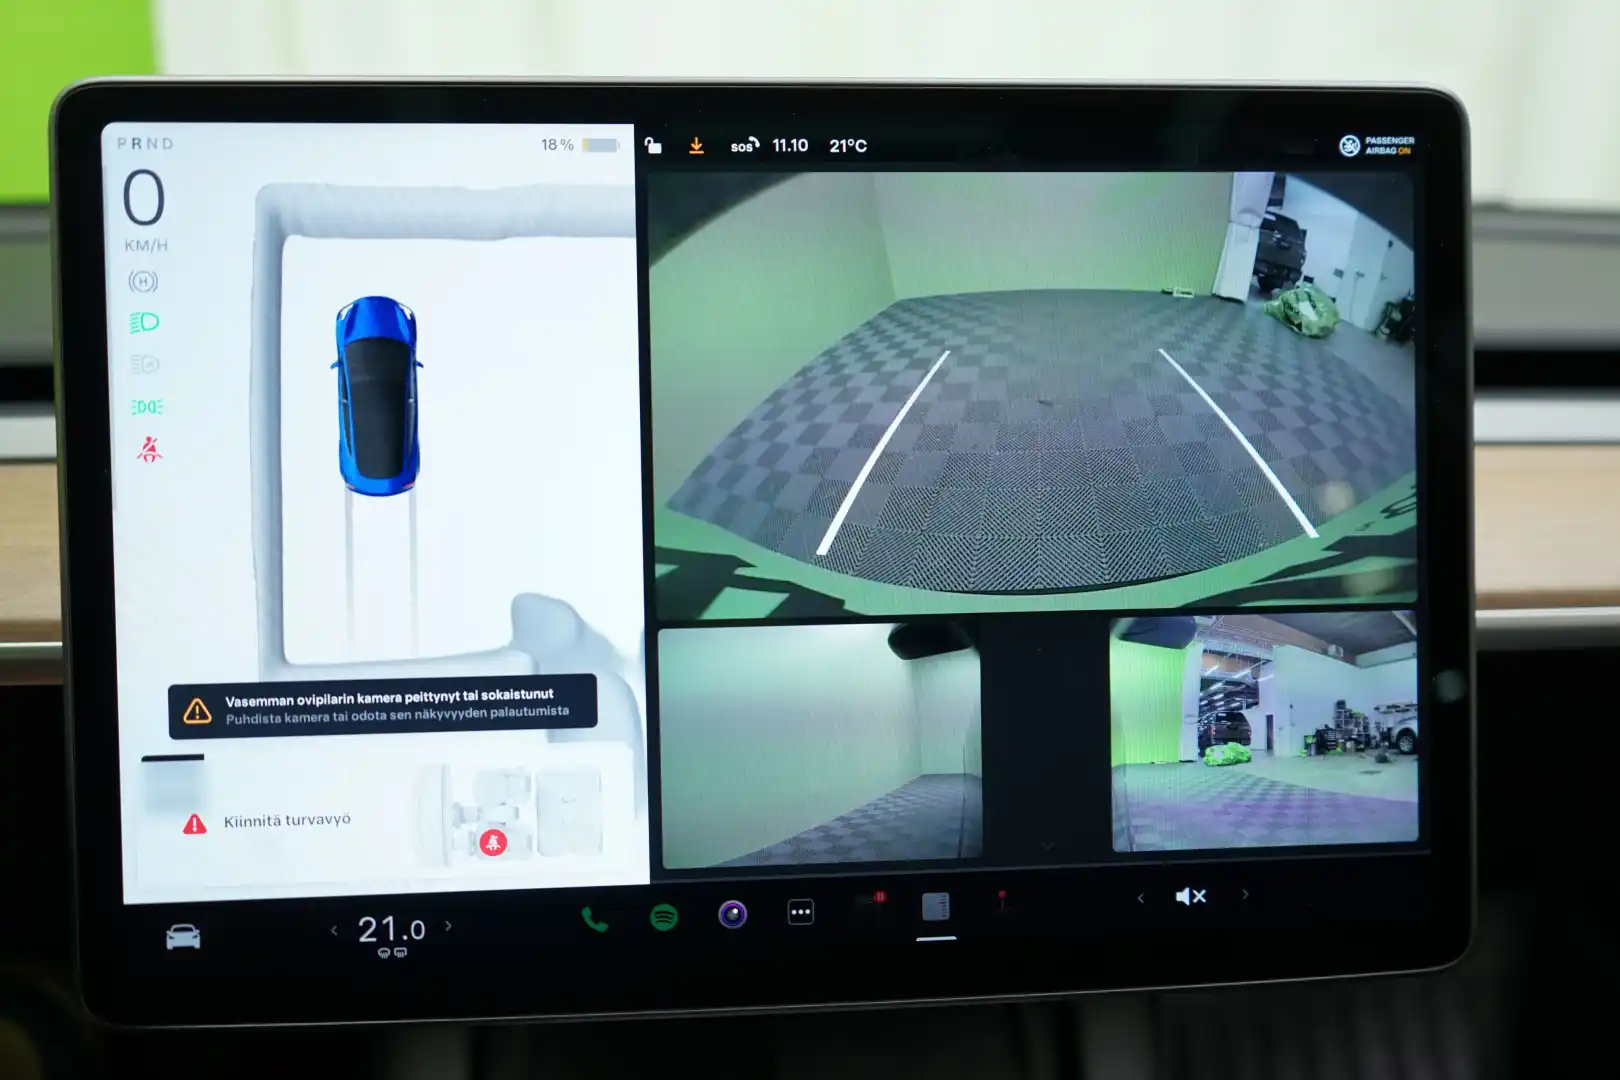 PRND
18 %
0
KM/H
SOS
11.10
21°C
PASSENGER
AIRBAG ON
Vasemman ovipilarin kamera peittynyt tai sokaistunut
Puhdista kamera tai odota sen näkyvyyden palautumista
Kiinnitä turvavyö
21.0